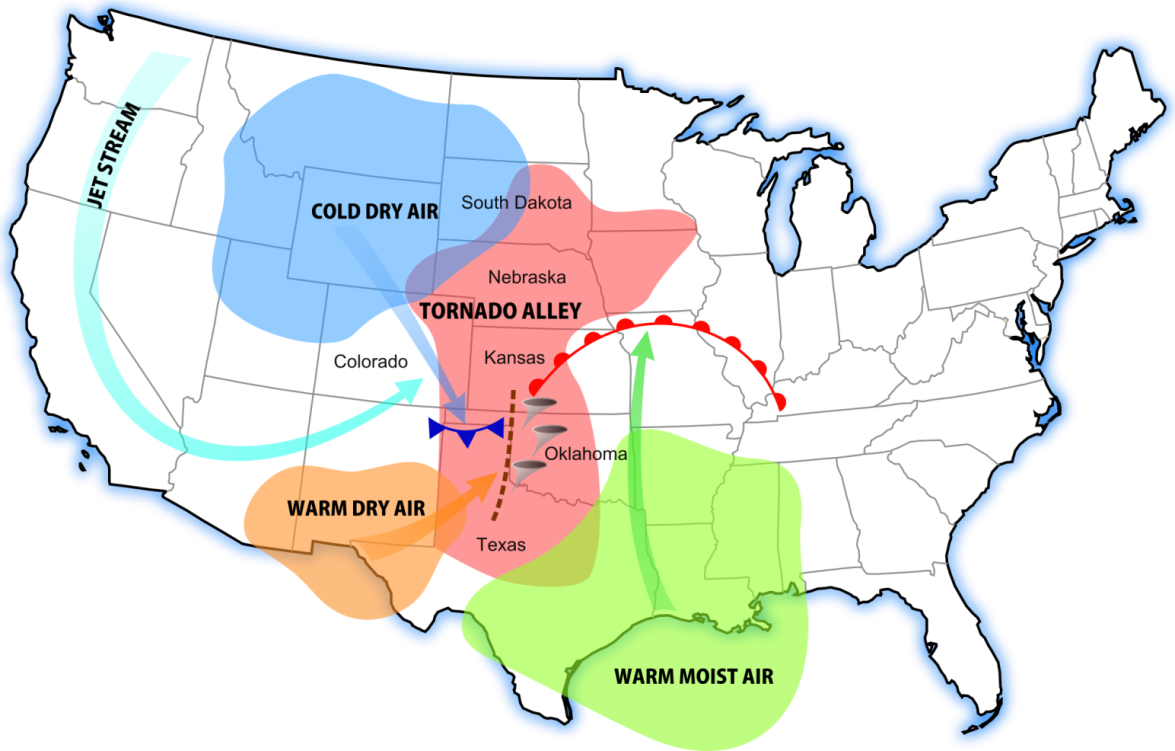 JET STREAM
COLD DRY AIR
South Dakota
Nebraska
TORNADO ALLEY
Colorado
Kansas
Oklahoma
WARM DRY AIR
Texas
WARM MOIST AIR